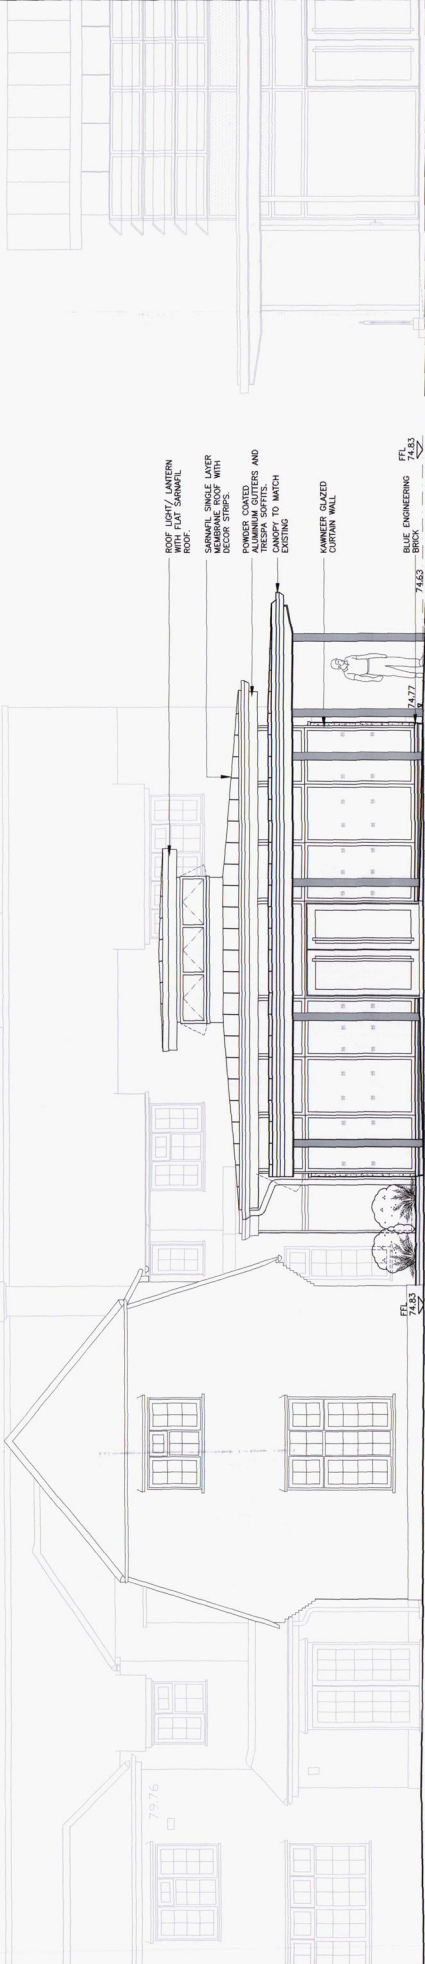 ROOF LIGHT/ LANTERN
WITH FLAT SARNAFIL
ROOF.
SARNAFIL SINGLE LAYER
MEMBRANE ROOF WITH
DECOR STRIPS.
POWDER COATED
ALUMINIUM GUTTERS AND
TRESPA SOFFITS.
CANOPY TO MATCH
EXISTING
KAWNEER GLAZED
CURTAIN WALL
BLUE ENGINEERING
BRICK
FFL
74.83
74.63
74.77
FFL
74.83
79.76